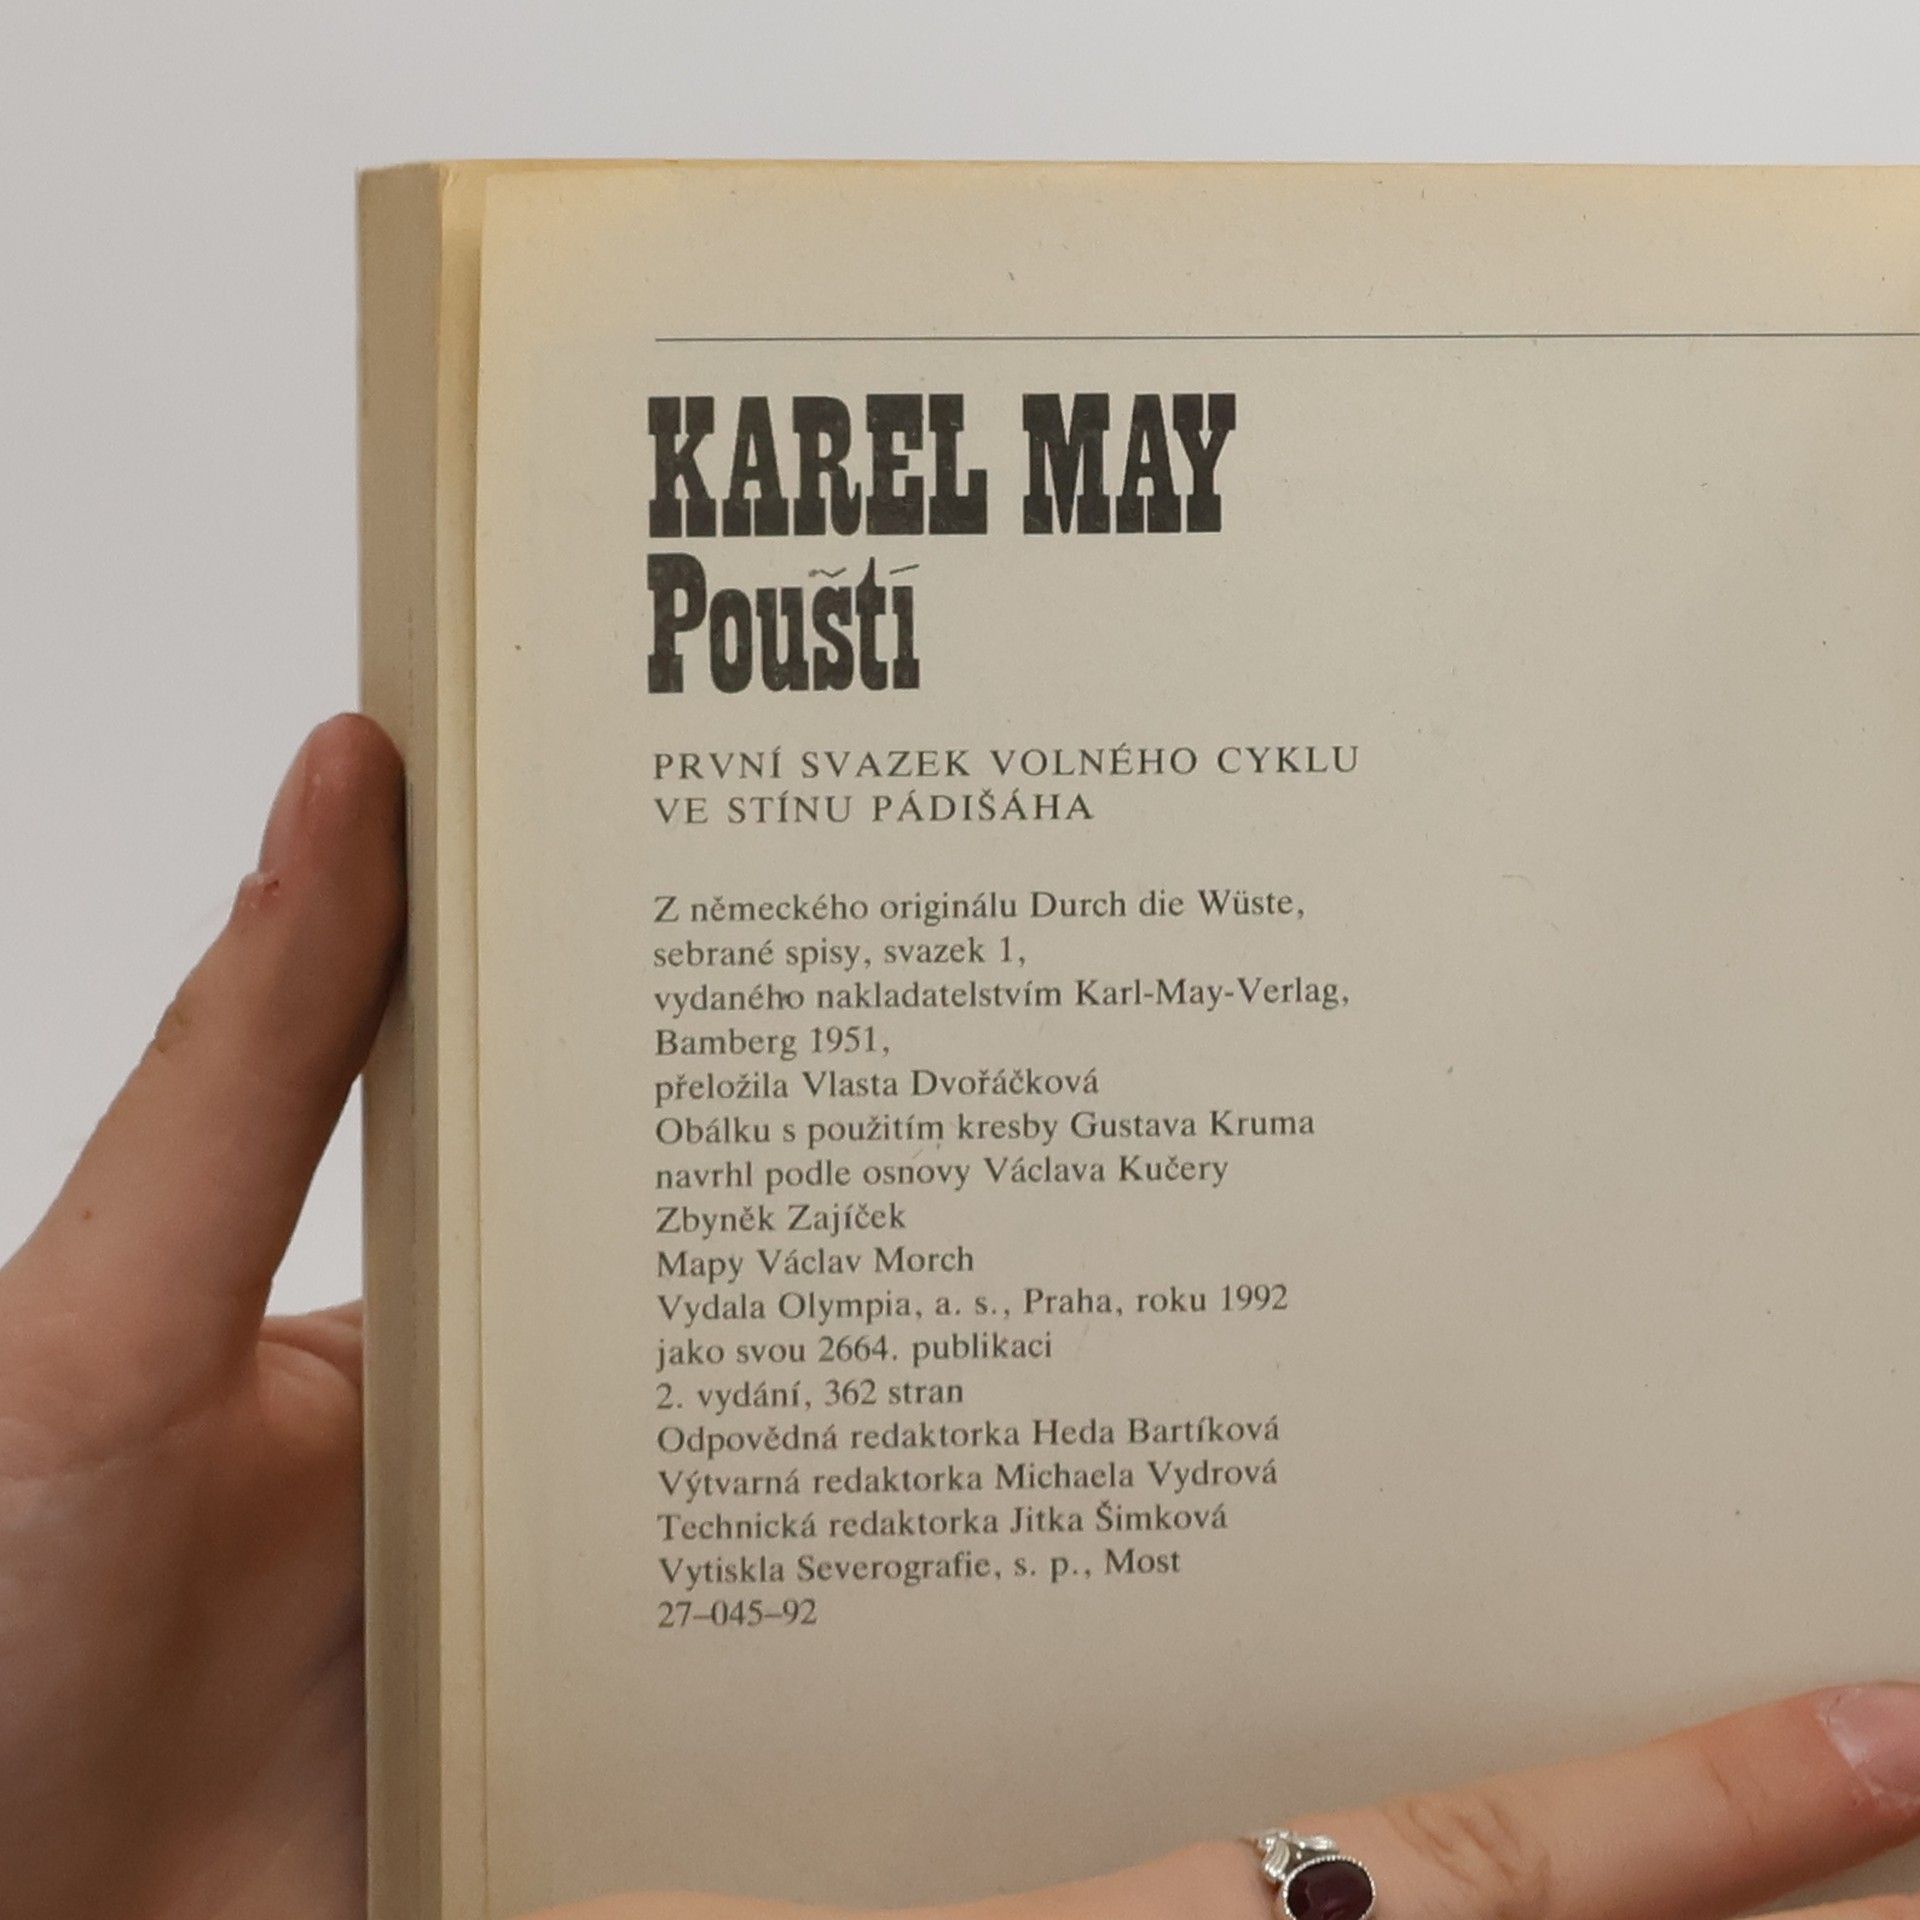 KAREL MAY
Pouští
PRVNÍ SVAZEK VOLNÉHO CYKLU
VE STÍNU PÁDIŠÁHA
Z německého originálu Durch die Wüste,
sebrané spisy, svazek 1,
vydaného nakladatelstvím Karl-May-Verlag,
Bamberg 1951,
přeložila Vlasta Dvořáčková
Obálku s použitím kresby Gustava Kruma
navrhl podle osnovy Václava Kučery
Zbyněk Zajíček
Mapy Václav Morch
Vydala Olympia, a. s., Praha, roku 1992
jako svou 2664. publikaci
2. vydání, 362 stran
Odpovědná redaktorka Heda Bartíková
Výtvarná redaktorka Michaela Vydrová
Technická redaktorka Jitka Šimková
Vytiskla Severografie, s. p., Most
27–045–92